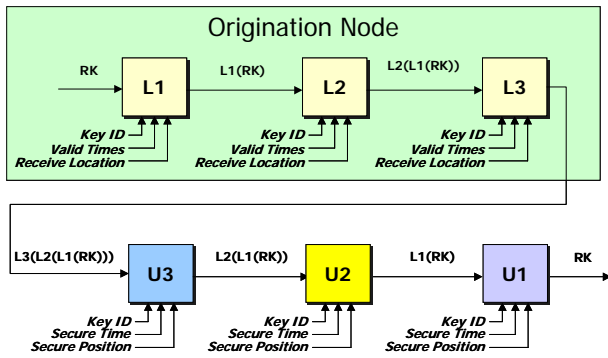 Origination Node
RK
L1
L1(RK)
L2
L2(L1(RK))
L3
Key ID
Valid Times
Receive Location
Key ID
Valid Times
Receive Location
Key ID
Valid Times
Receive Location
L3(L2(L1(RK)))
U3
L2(L1(RK))
U2
L1(RK)
U1
RK
Key ID
Secure Time
Secure Position
Key ID
Secure Time
Secure Position
Key ID
Secure Time
Secure Position